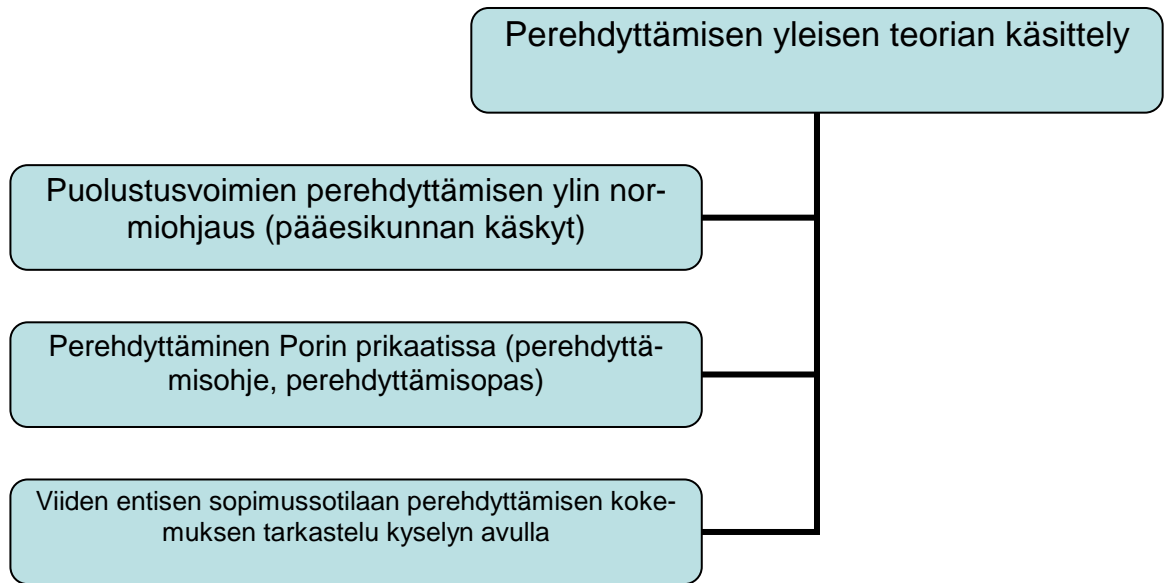 Perehdyttämisen yleisen teorian käsittely
Puolustusvoimien perehdyttämisen ylin nor-
miohjaus (pääesikunnan käskyt)
Perehdyttäminen Porin prikaatissa (perehdyttä-
misohje, perehdyttämisopas)
Viiden entisen sopimussotilaan perehdyttämisen koke-
muksen tarkastelu kyselyn avulla